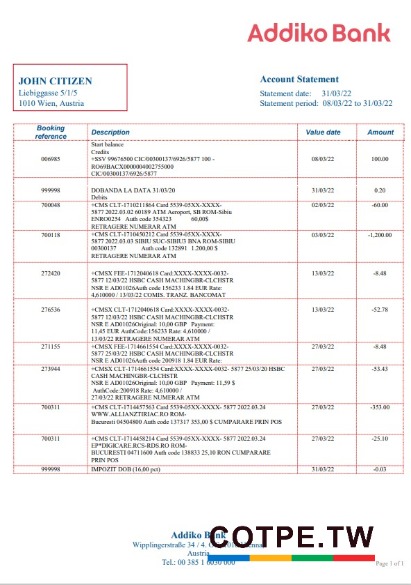 Addiko Bank
JOHN CITIZEN
Liebiggasse 5/1/5
1010 Wien, Austria
Account Statement
Statement date: 31/03/22
Statement period: 08/03/22 to 31/03/22
Booking reference Description Value date Amount
Start balance
Credits
006985 +SSV 99676500 CIC/00300137/6926/5877 100 - 08/03/22 100.00
RO69BACX0000004002755000
CIC/00300137/6926/5877
999998 DOBANDA LA DATA 31/03/20 31/03/22 0.20
Debits
700048 +CMS CLT-1710211864 Card 5539-05XX-XXXX- 02/03/22 -60.00
5877 2022.03.02 60189 ATM Aeroport, SB ROM-Sibiu
ENRO0254 Auth code 354323 60,00$
RETRAGERE NUMERAR ATM
700118 +CMS CLT-1710450212 Card 5539-05XX-XXXX- 03/03/22 -1,200.00
5877 2022.03.03 SIBIU SUC-SIBIU3 BNA ROM-SIBIU
00300137 Auth code 132891 1 200,00 $
RETRAGERE NUMERAR ATM
272420 +CMSX FEE-1712040618 Card:XXXX-XXXX-0032- 13/03/22 -8.48
5877 12/03/22 HSBC CASH MACHINGBR-CLCHSTR
NSR E AD01026Auth code 156233 1.84 EUR Rate:
4,610000 / 13/03/22 COMIS. TRANZ. BANCOMAT
276536 +CMSX FEE-1712040618 Card:XXXX-XXXX-0032- 13/03/22 -52.78
5877 12/03/22 HSBC CASH MACHINGBR-CLCHSTR
NSR E AD01026Original: 10,00 GBP Payment:
11,45 EUR AuthCode:156233 Rate: 4,610000 /
13/03/22 RETRAGERE NUMERAR ATM
271155 +CMSX FEE-1714661554 Card:XXXX-XXXX-0032- 27/03/22 -8.48
5877 25/03/22 HSBC CASH MACHINGBR-CLCHSTR
NSR E AD01026Auth code:200918 1.84 EUR Rate:
273944 +CMSX CLT-1714661554 Card:XXXX-XXXX-0032- 5877 25/03/20 HSBC 27/03/22 -53.43
CASH MACHINGBR-CLCHSTR
NSR E AD01026Original: 10,00 GBP Payment: 11,59 $
AuthCode:200918 Rate: 4,610000 /
27/03/22 RETRAGERE NUMERAR ATM
700311 +CMS CLT-1714457563 Card 5539-05XX-XXXX- 5877 2022.03.24 27/03/22 -353.00
WWW.ALLIANZTIRIAC.RO ROM-
Bucuresti 04504800 Auth code 137317 353,00 $ CUMPARARE PRIN POS
700311 +CMS CLT-1714458214 Card 5539-05XX-XXXX- 5877 2022.03.24 27/03/22 -25.10
EP*DIGICARE.RCS-RDS.RO ROM-
BUCURESTI 04711600 Auth code 138833 25,10 RON CUMPARARE
PRIN POS
999998 IMPOZIT DOB (16,00 pct) 31/03/22 -0.03
Addiko Bank
Wipplingerstraße 34 / 4.
Austria
Tel.: 00 385 1 6030 000
COTPE.TW
Page 1 of 1